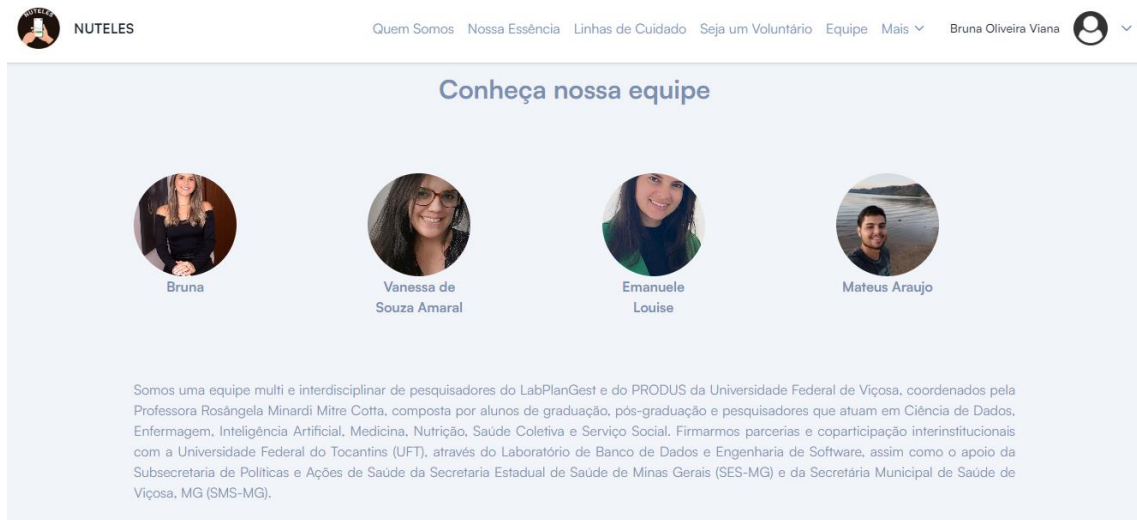 NUTELES
NUTELES
Quem Somos Nossa Essência Linhas de Cuidado Seja um Voluntário Equipe Mais
Bruna Oliveira Viana
Conheça nossa equipe
Bruna
Vanessa de
Souza Amaral
Emanuele
Louise
Mateus Araujo
Somos uma equipe multi e interdisciplinar de pesquisadores do LabPlanGest e do PRODUS da Universidade Federal de Viçosa, coordenados pela
Professora Rosângela Minardi Mitre Cotta, composta por alunos de graduação, pós-graduação e pesquisadores que atuam em Ciência de Dados,
Enfermagem, Inteligência Artificial, Medicina, Nutrição, Saúde Coletiva e Serviço Social. Firmarmos parcerias e coparticipação interinstitucionais
com a Universidade Federal do Tocantins (UFT), através do Laboratório de Banco de Dados e Engenharia de Software, assim como o apoio da
Subsecretaria de Políticas e Ações de Saúde da Secretaria Estadual de Saúde de Minas Gerais (SES-MG) e da Secretária Municipal de Saúde de
Viçosa, MG (SMS-MG).